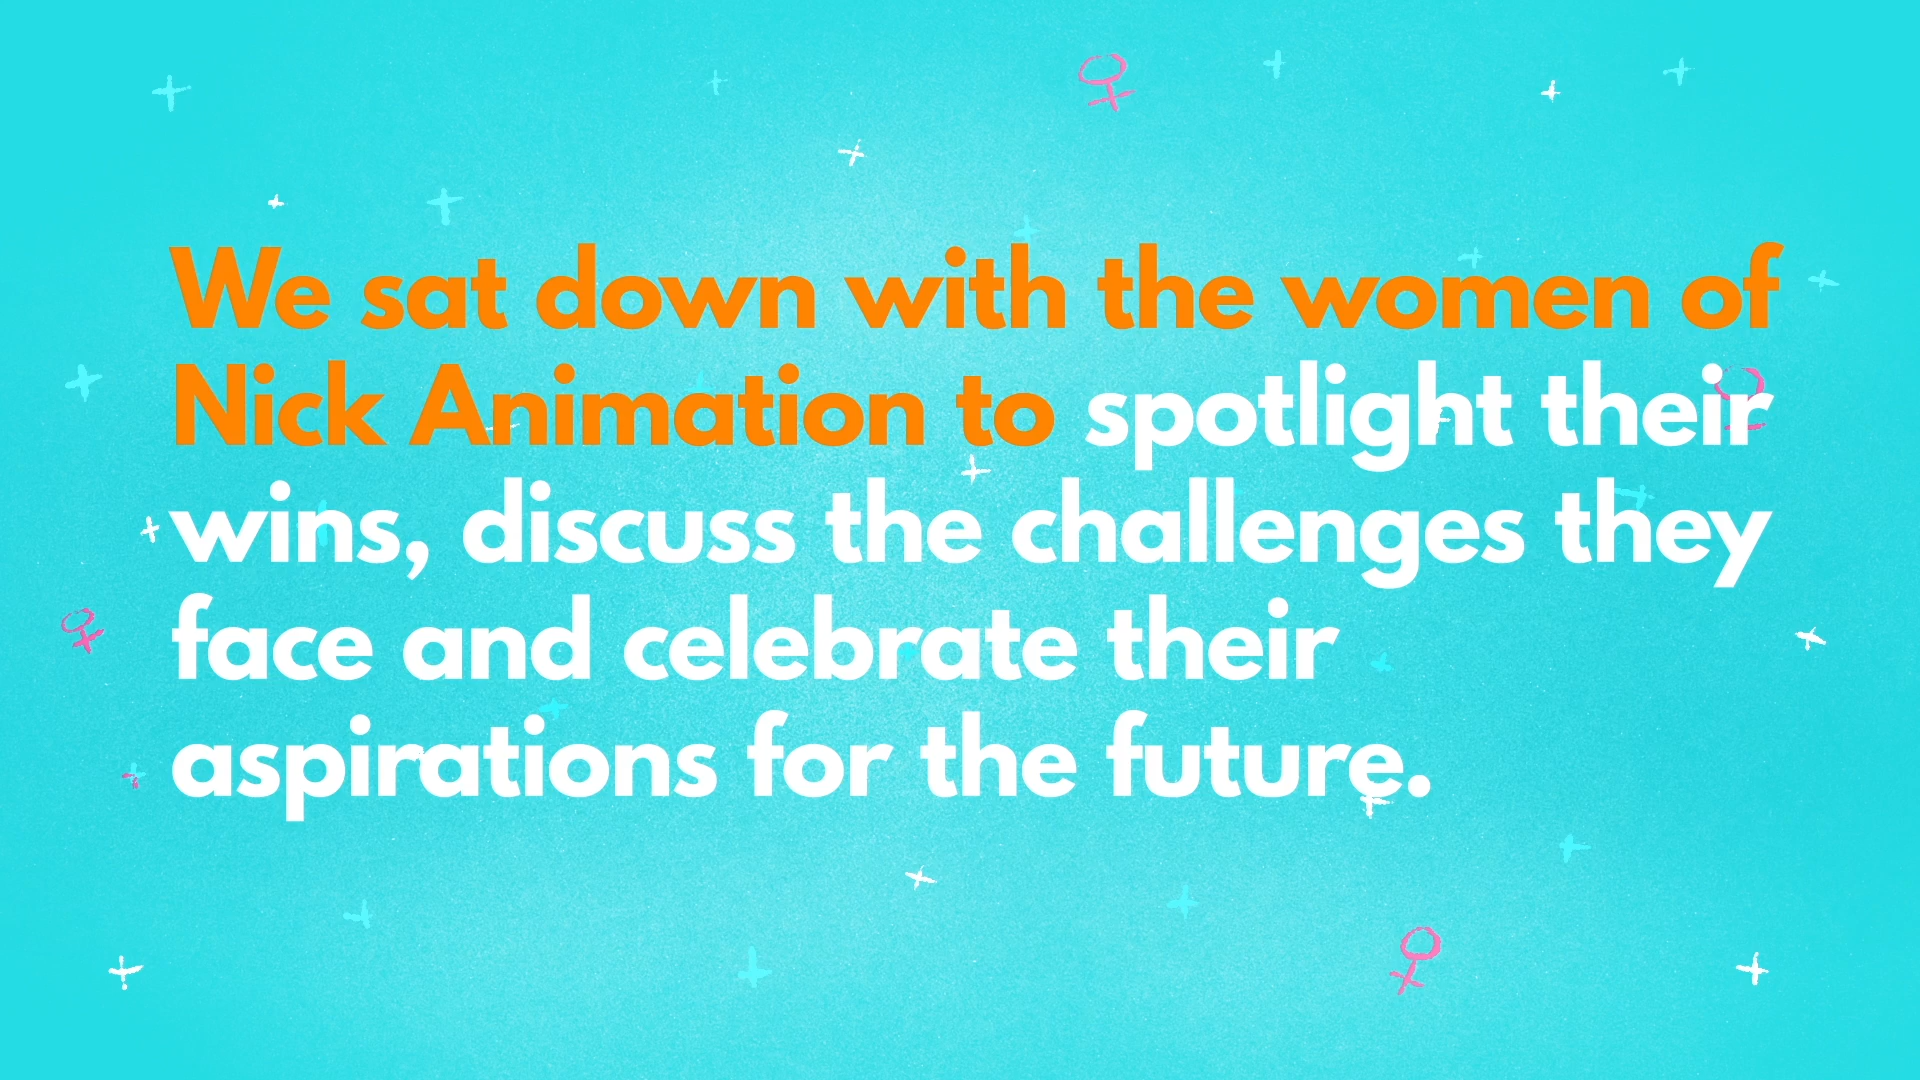 We sat down with the women of
Nick Animation to spotlight their
wins, discuss the challenges they
face and celebrate their
aspirations for the future.